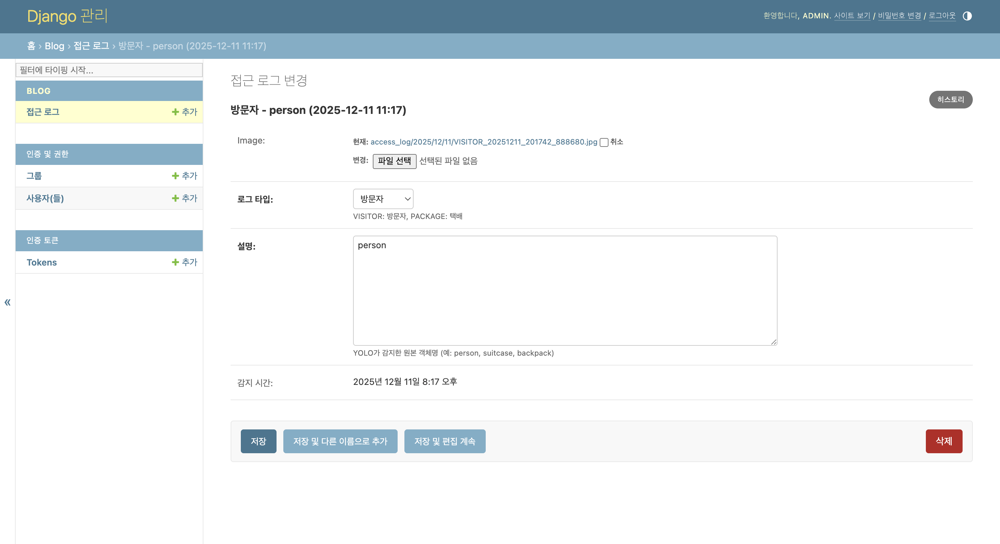 Django 관리
환영합니다, ADMIN. 사이트 보기 / 비밀번호 변경 / 로그아웃
홈 › Blog › 접근 로그 › 방문자 - person (2025-12-11 11:17)
필터에 타이핑 시작...
BLOG
접근 로그 추가
인증 및 권한
그룹 추가
사용자(들) 추가
인증 토큰
Tokens 추가
«
접근 로그 변경
히스토리
방문자 - person (2025-12-11 11:17)
Image: 현재: access_log/2025/12/11/VISITOR_20251211_201742_888680.jpg 취소
변경: 파일 선택 선택된 파일 없음
로그 타입: 방문자
VISITOR: 방문자, PACKAGE: 택배
설명: person
YOLO가 감지한 원본 객체명 (예: person, suitcase, backpack)
감지 시간: 2025년 12월 11일 8:17 오후
저장 저장 및 다른 이름으로 추가 저장 및 편집 계속 삭제